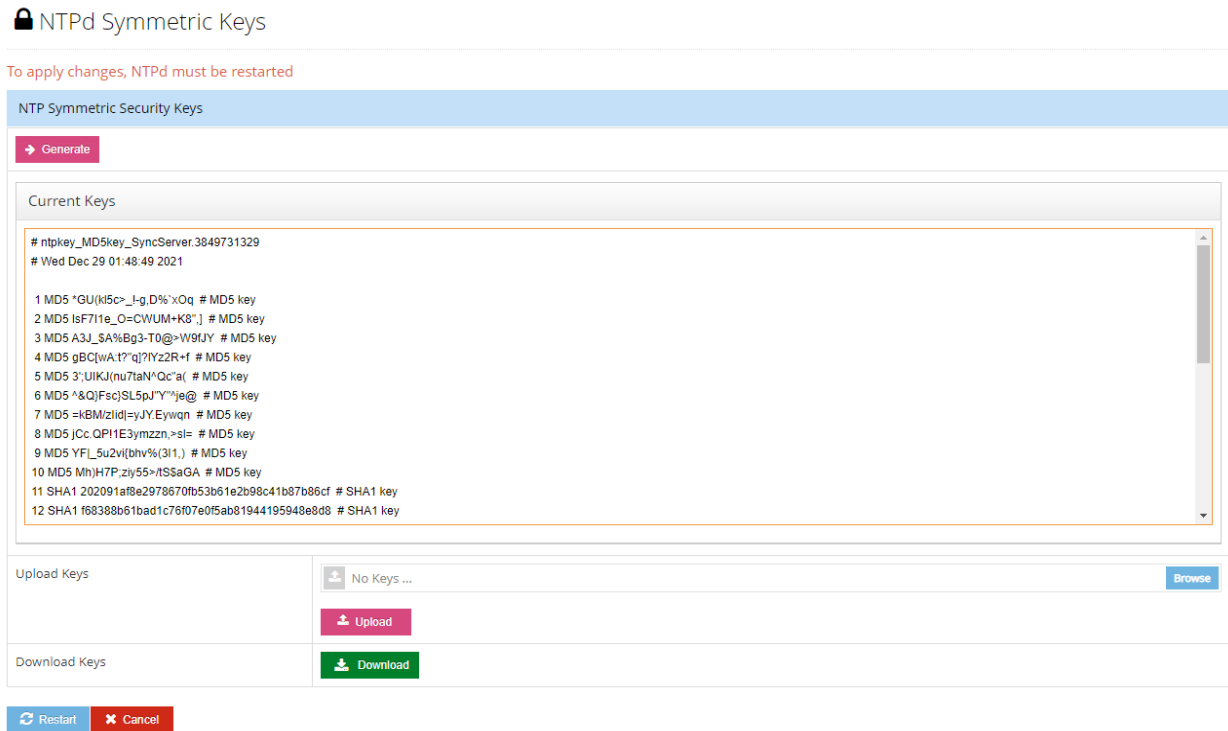 NTPd Symmetric Keys
To apply changes, NTPd must be restarted
NTP Symmetric Security Keys
Generate
Current Keys
# ntpkey_MD5key_SyncServer.3849731329
# Wed Dec 29 01:48:49 2021
1 MD5 *GU(kl5c>_!-g,D%`xOq # MD5 key
2 MD5 IsF7I1e_O=CWUM+K8",] # MD5 key
3 MD5 A3J_$A%Bg3-T0@>W9fJY # MD5 key
4 MD5 gBC[wA:t?"q]?lYz2R+f # MD5 key
5 MD5 3';UIKJ(nu7taN^Qc"a( # MD5 key
6 MD5 ^&Q}Fsc}SL5pJ"Y"^je@ # MD5 key
7 MD5 =kBM/zIid|=yJY.Eywqn # MD5 key
8 MD5 jCc.QP!1E3ymzzn,>sl= # MD5 key
9 MD5 YF|_5u2vi{bhv%(3I1,) # MD5 key
10 MD5 Mh)H7P;ziy55>/tS$aGA # MD5 key
11 SHA1 202091af8e2978670fb53b61e2b98c41b87b86cf # SHA1 key
12 SHA1 f68388b61bad1c76f07e0f5ab81944195948e8d8 # SHA1 key
Upload Keys
No Keys ...
Browse
Upload
Download Keys
Download
Restart
Cancel